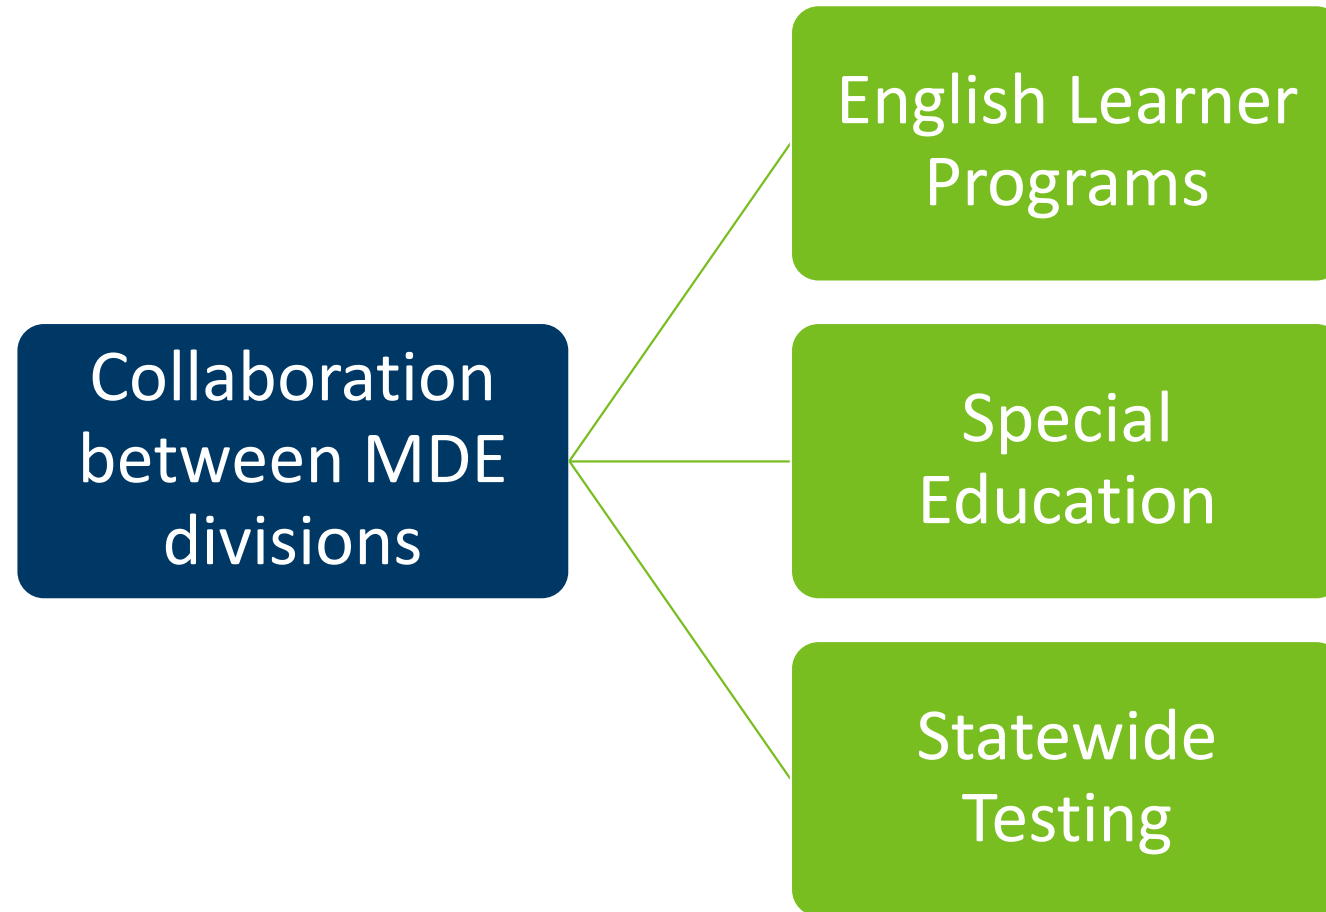 Collaboration
between MDE
divisions
English Learner
Programs
Special
Education
Statewide
Testing